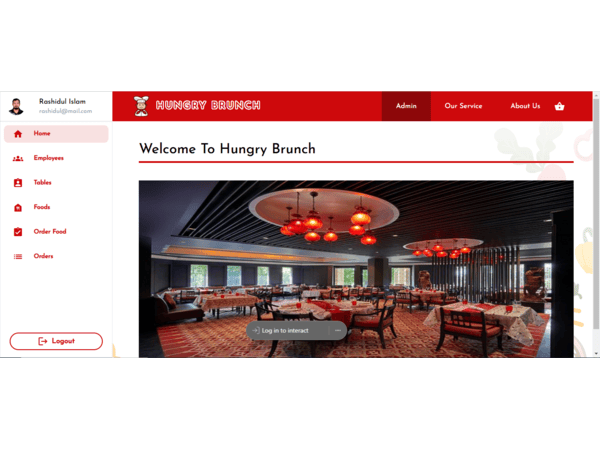 Rashidul Islam
rashidul@mail.com
HUNGRY BRUNCH
Admin
Our Service
About Us
Home
Employees
Tables
Foods
Order Food
Orders
Logout
Welcome To Hungry Brunch
Log in to interact